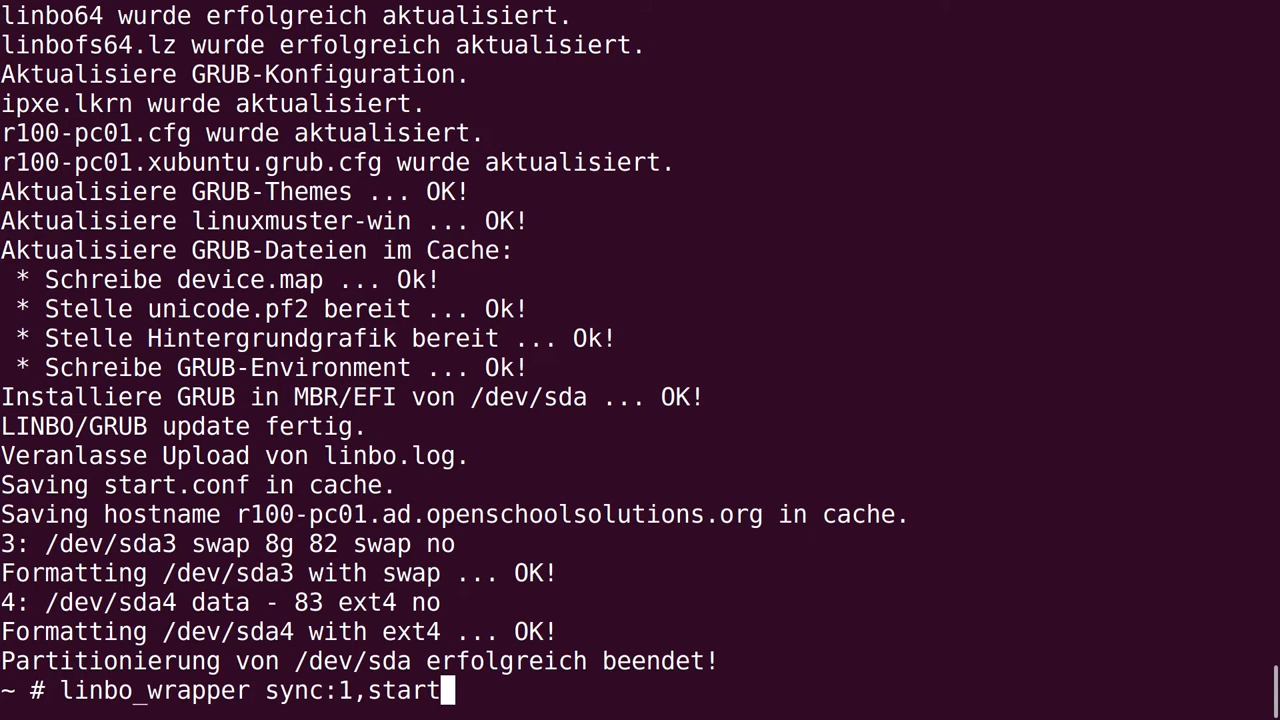 linbo64 wurde erfolgreich aktualisiert.
linbofs64.lz wurde erfolgreich aktualisiert.
Aktualisiere GRUB-Konfiguration.
ipxe.lkrn wurde aktualisiert.
r100-pc01.cfg wurde aktualisiert.
r100-pc01.xubuntu.grub.cfg wurde aktualisiert.
Aktualisiere GRUB-Themes ... OK!
Aktualisiere linuxmuster-win ... OK!
Aktualisiere GRUB-Dateien im Cache:
 * Schreibe device.map ... Ok!
 * Stelle unicode.pf2 bereit ... Ok!
 * Stelle Hintergrundgrafik bereit ... Ok!
 * Schreibe GRUB-Environment ... Ok!
Installiere GRUB in MBR/EFI von /dev/sda ... OK!
LINBO/GRUB update fertig.
Veranlasse Upload von linbo.log.
Saving start.conf in cache.
Saving hostname r100-pc01.ad.openschoolsolutions.org in cache.
3: /dev/sda3 swap 8g 82 swap no
Formatting /dev/sda3 with swap ... OK!
4: /dev/sda4 data - 83 ext4 no
Formatting /dev/sda4 with ext4 ... OK!
Partitionierung von /dev/sda erfolgreich beendet!
~ # linbo_wrapper sync:1,start